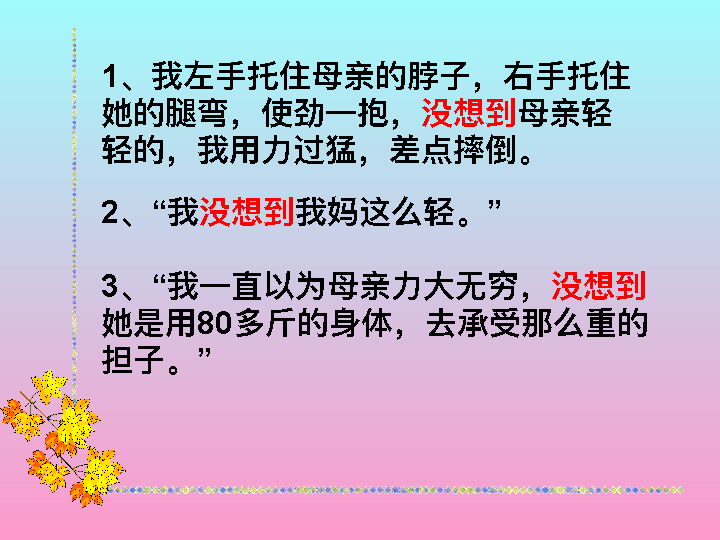 1、我左手托住母亲的脖子，右手托住
她的腿弯，使劲一抱，没想到母亲轻
轻的，我用力过猛，差点摔倒。
2、“我没想到我妈这么轻。”
3、“我一直以为母亲力大无穷，没想到
她是用80多斤的身体，去承受那么重的
担子。”